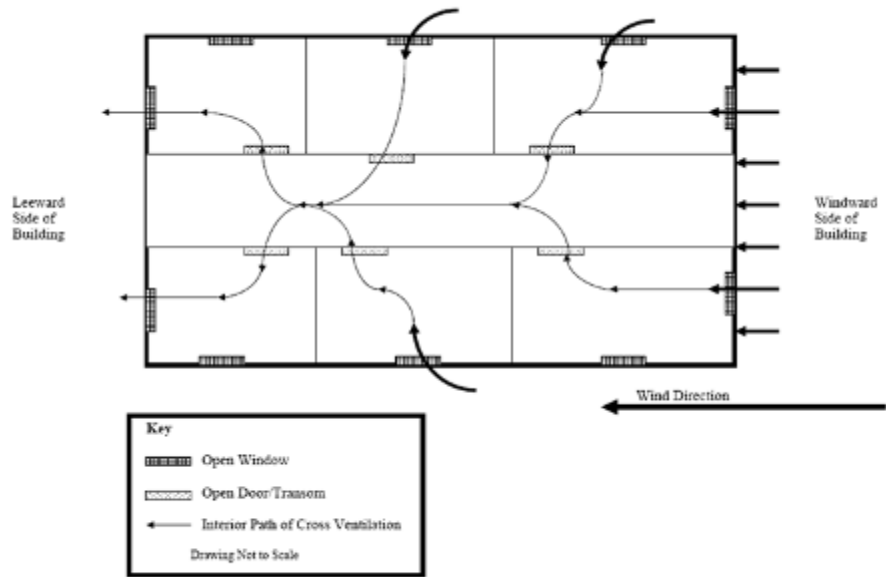 Leeward
Side of
Building
Windward
Side of
Building
Wind Direction
Key
Open Window
Open Door/Transom
Interior Path of Cross Ventilation
Drawing Not to Scale